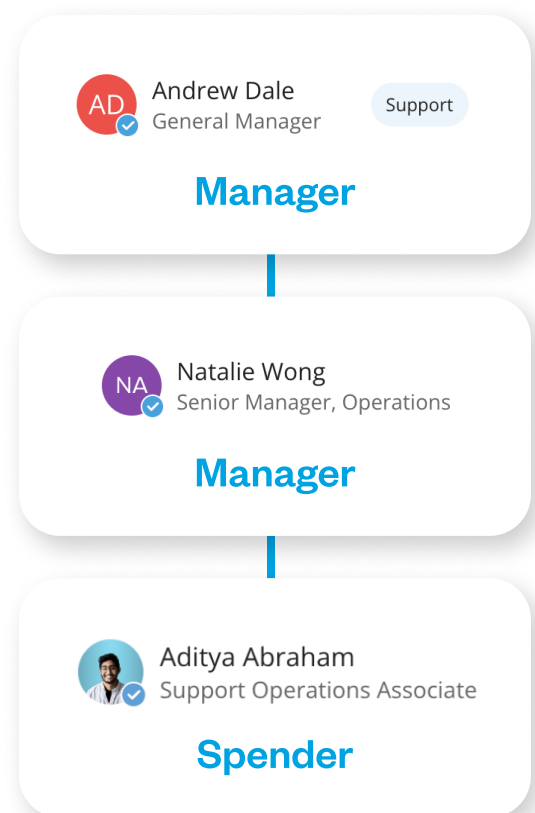 AD
Andrew Dale
General Manager
Support
Manager
NA
Natalie Wong
Senior Manager, Operations
Manager
Aditya Abraham
Support Operations Associate
Spender